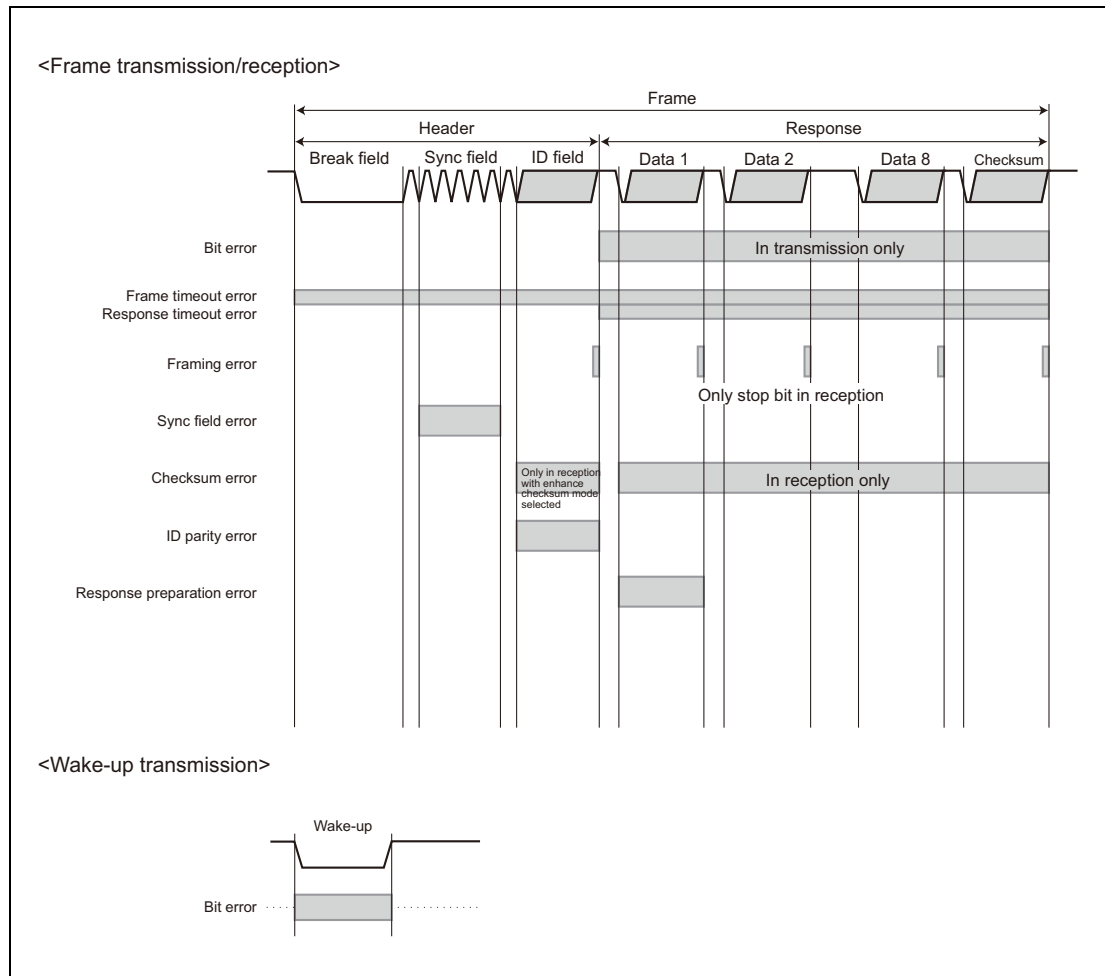 <Frame transmission/reception>
Frame
Header
Response
Break field
Sync field
ID field
Data 1
Data 2
Data 8
Checksum
Bit error
In transmission only
Frame timeout error
Response timeout error
Framing error
Only stop bit in reception
Sync field error
Checksum error
Only in reception
with enhance
checksum mode
selected
In reception only
ID parity error
Response preparation error
<Wake-up transmission>
Wake-up
Bit error